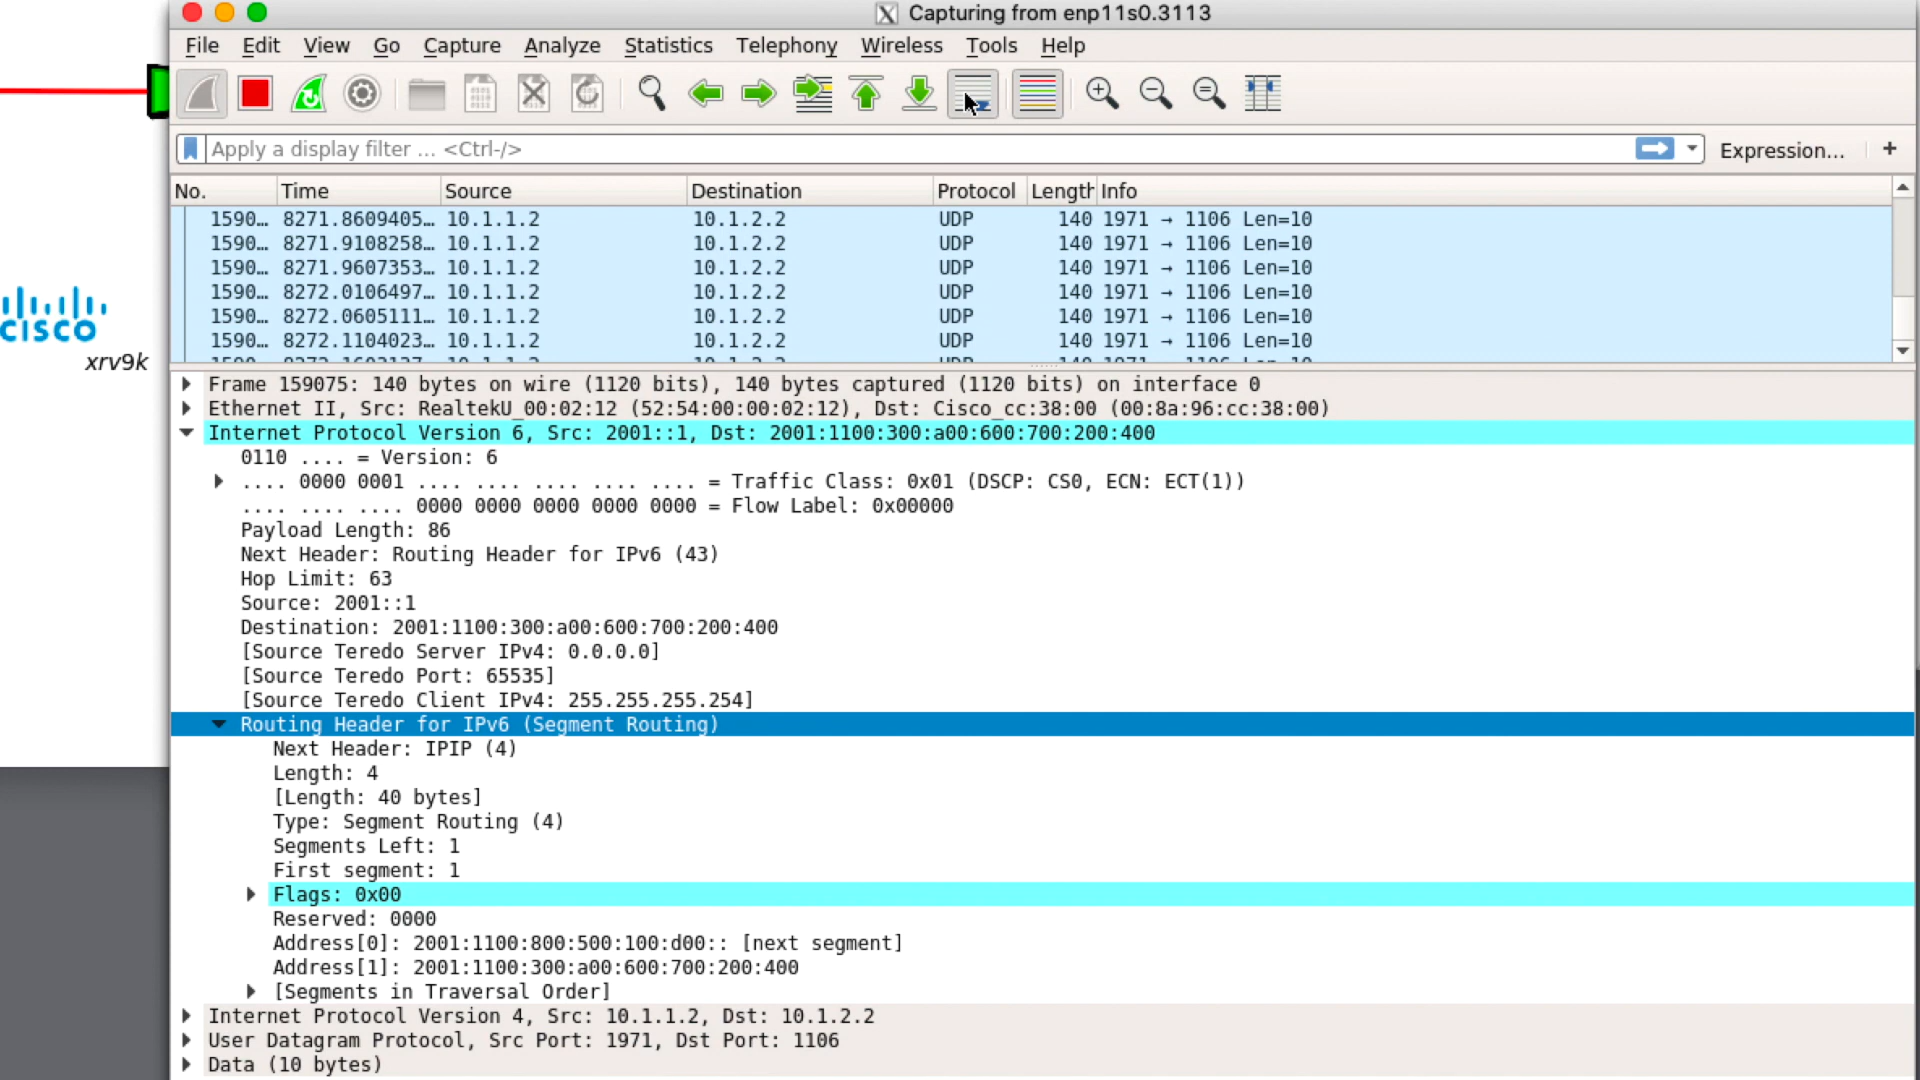 Capturing from enp11s0.3113
File Edit View Go Capture Analyze Statistics Telephony Wireless Tools Help
Apply a display filter ... <Ctrl-/> Expression... +
No. Time Source Destination Protocol Length Info
1590… 8271.8609405… 10.1.1.2 10.1.2.2 UDP 140 1971 → 1106 Len=10
1590… 8271.9108258… 10.1.1.2 10.1.2.2 UDP 140 1971 → 1106 Len=10
1590… 8271.9607353… 10.1.1.2 10.1.2.2 UDP 140 1971 → 1106 Len=10
1590… 8272.0106497… 10.1.1.2 10.1.2.2 UDP 140 1971 → 1106 Len=10
1590… 8272.0605111… 10.1.1.2 10.1.2.2 UDP 140 1971 → 1106 Len=10
1590… 8272.1104023… 10.1.1.2 10.1.2.2 UDP 140 1971 → 1106 Len=10
cisco
xrv9k
Frame 159075: 140 bytes on wire (1120 bits), 140 bytes captured (1120 bits) on interface 0
Ethernet II, Src: RealtekU_00:02:12 (52:54:00:00:02:12), Dst: Cisco_cc:38:00 (00:8a:96:cc:38:00)
Internet Protocol Version 6, Src: 2001::1, Dst: 2001:1100:300:a00:600:700:200:400
0110 .... = Version: 6
.... 0000 0001 .... .... .... .... .... = Traffic Class: 0x01 (DSCP: CS0, ECN: ECT(1))
.... .... .... 0000 0000 0000 0000 0000 = Flow Label: 0x00000
Payload Length: 86
Next Header: Routing Header for IPv6 (43)
Hop Limit: 63
Source: 2001::1
Destination: 2001:1100:300:a00:600:700:200:400
[Source Teredo Server IPv4: 0.0.0.0]
[Source Teredo Port: 65535]
[Source Teredo Client IPv4: 255.255.255.254]
Routing Header for IPv6 (Segment Routing)
Next Header: IPIP (4)
Length: 4
[Length: 40 bytes]
Type: Segment Routing (4)
Segments Left: 1
First segment: 1
Flags: 0x00
Reserved: 0000
Address[0]: 2001:1100:800:500:100:d00:: [next segment]
Address[1]: 2001:1100:300:a00:600:700:200:400
[Segments in Traversal Order]
Internet Protocol Version 4, Src: 10.1.1.2, Dst: 10.1.2.2
User Datagram Protocol, Src Port: 1971, Dst Port: 1106
Data (10 bytes)